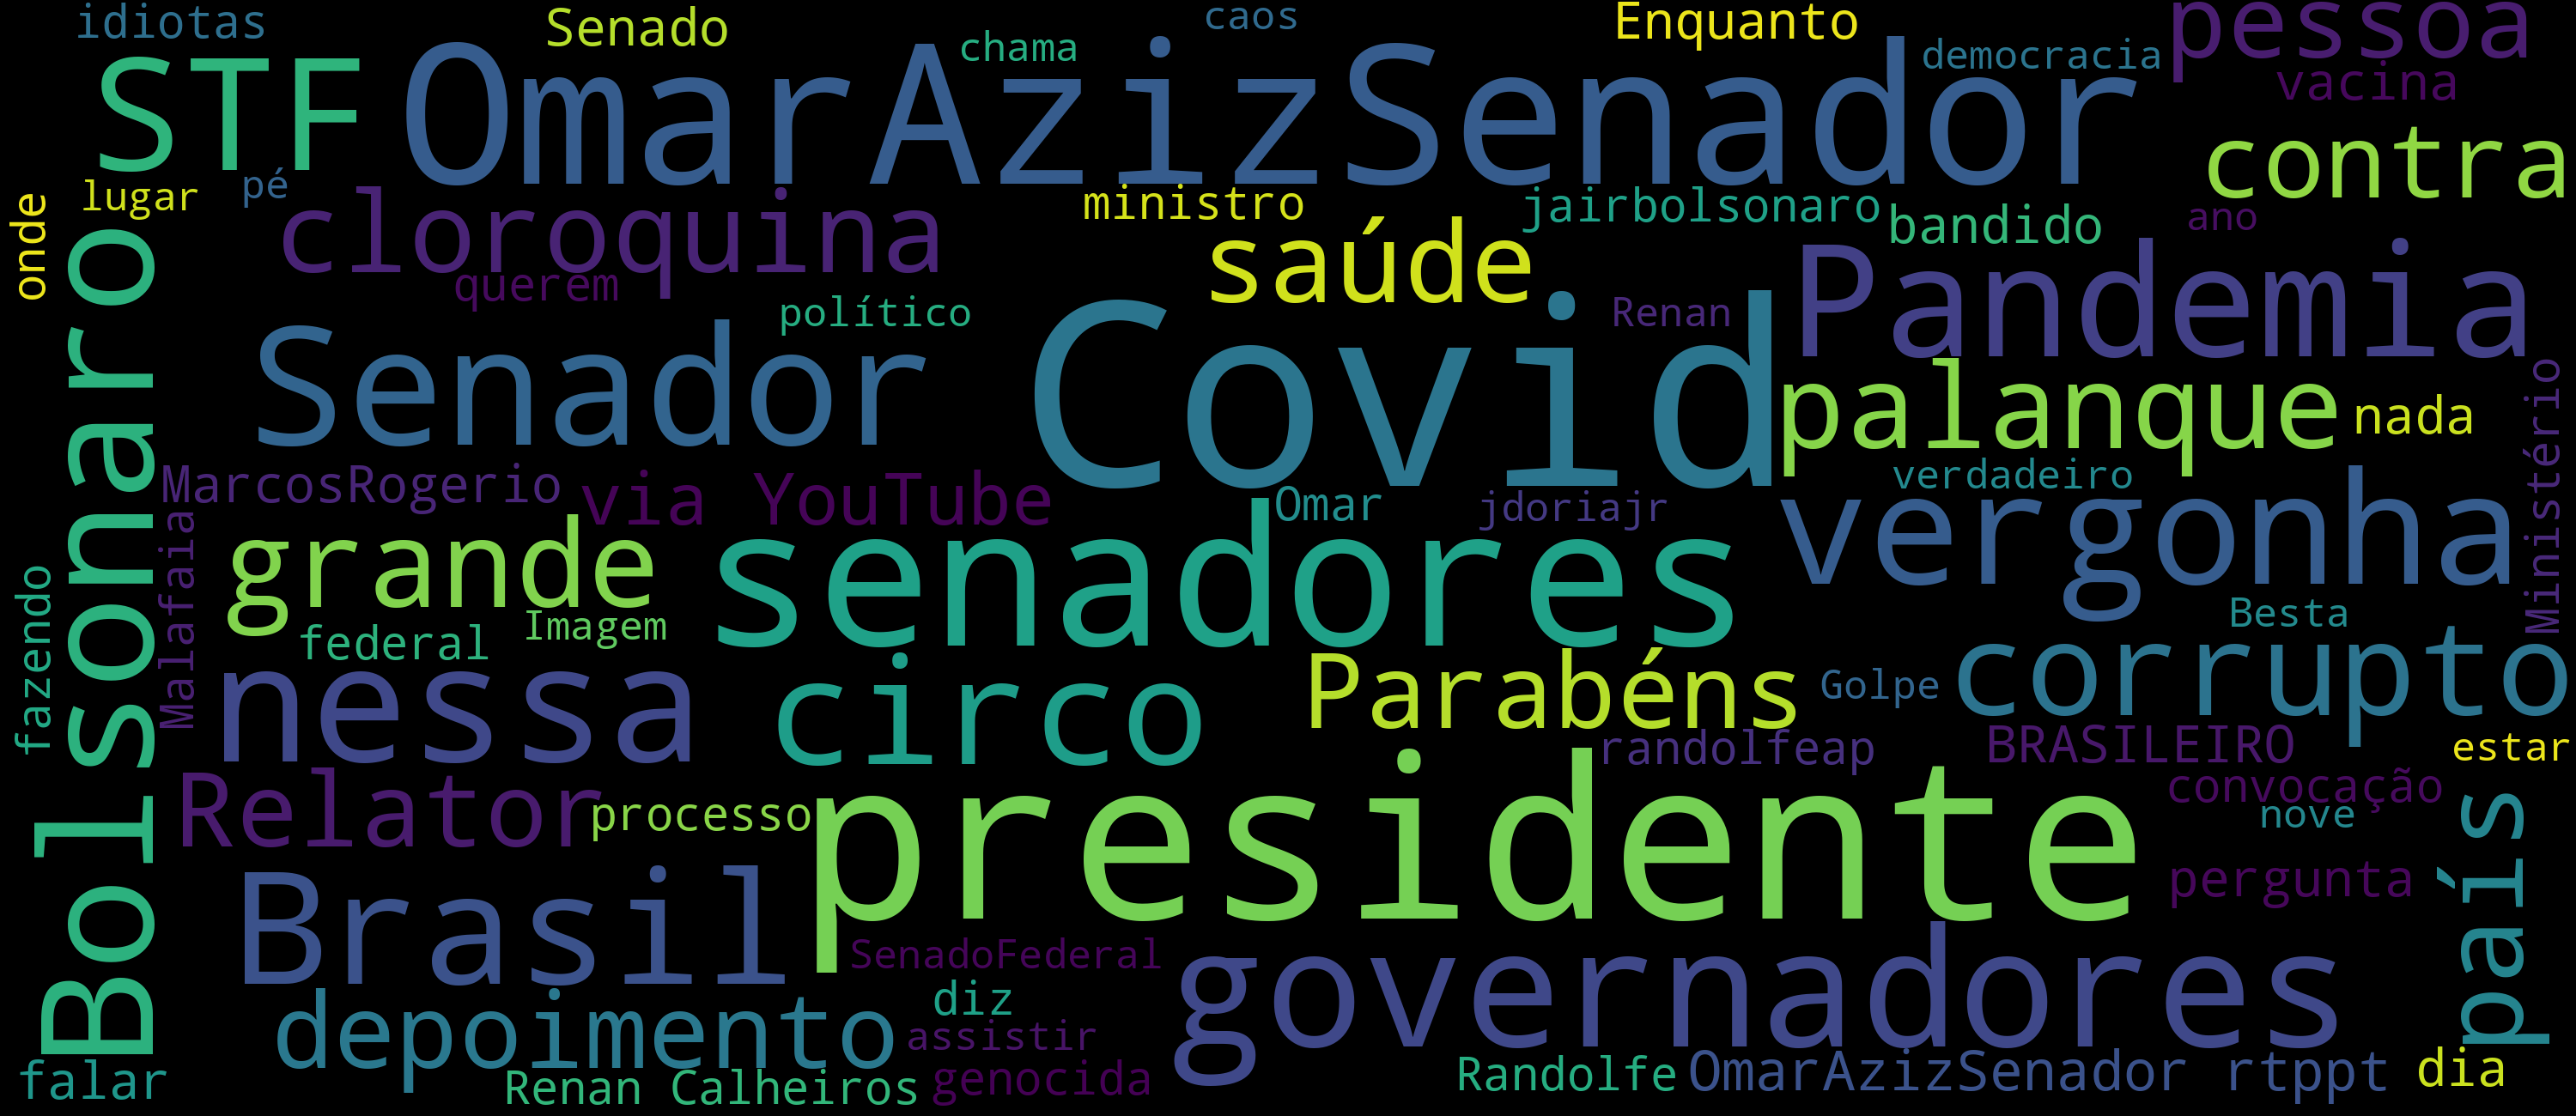 idiotas
Senado
caos
Enquanto
pessoa
STF
OmarAzizSenador
chama
democracia
vacina
contra
lugar
pé
cloroquina
ministro
jairbolsonaro
bandido
ano
onde
querem
saúde
Pandemia
político
Renan
Senador
Covid
palanque
nada
Ministério
Bolsonaro
MarcosRogerio
via YouTube
Omar
jdoriajr
verdadeiro
vergonha
Malafaia
grande
senadores
Besta
fazendo
federal
Imagem
nessa
circo
Parabéns
Golpe
corrupto
randolfeap
BRASILEIRO
estar
Relator
processo
presidente
convocação
nove
país
Brasil
pergunta
SenadoFederal
governadores
depoimento
diz
assistir
falar
Renan Calheiros
genocida
Randolfe
OmarAzizSenador rtppt
dia